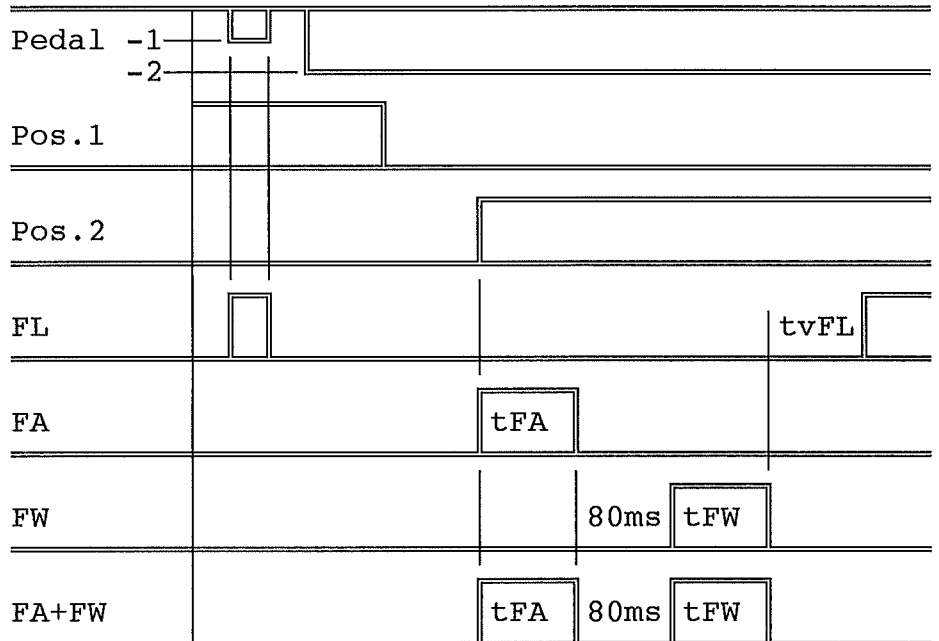 Pedal -1
-2
Pos.1
Pos.2
FL tvFL
FA tFA
FW 80ms tFW
FA+FW tFA 80ms tFW